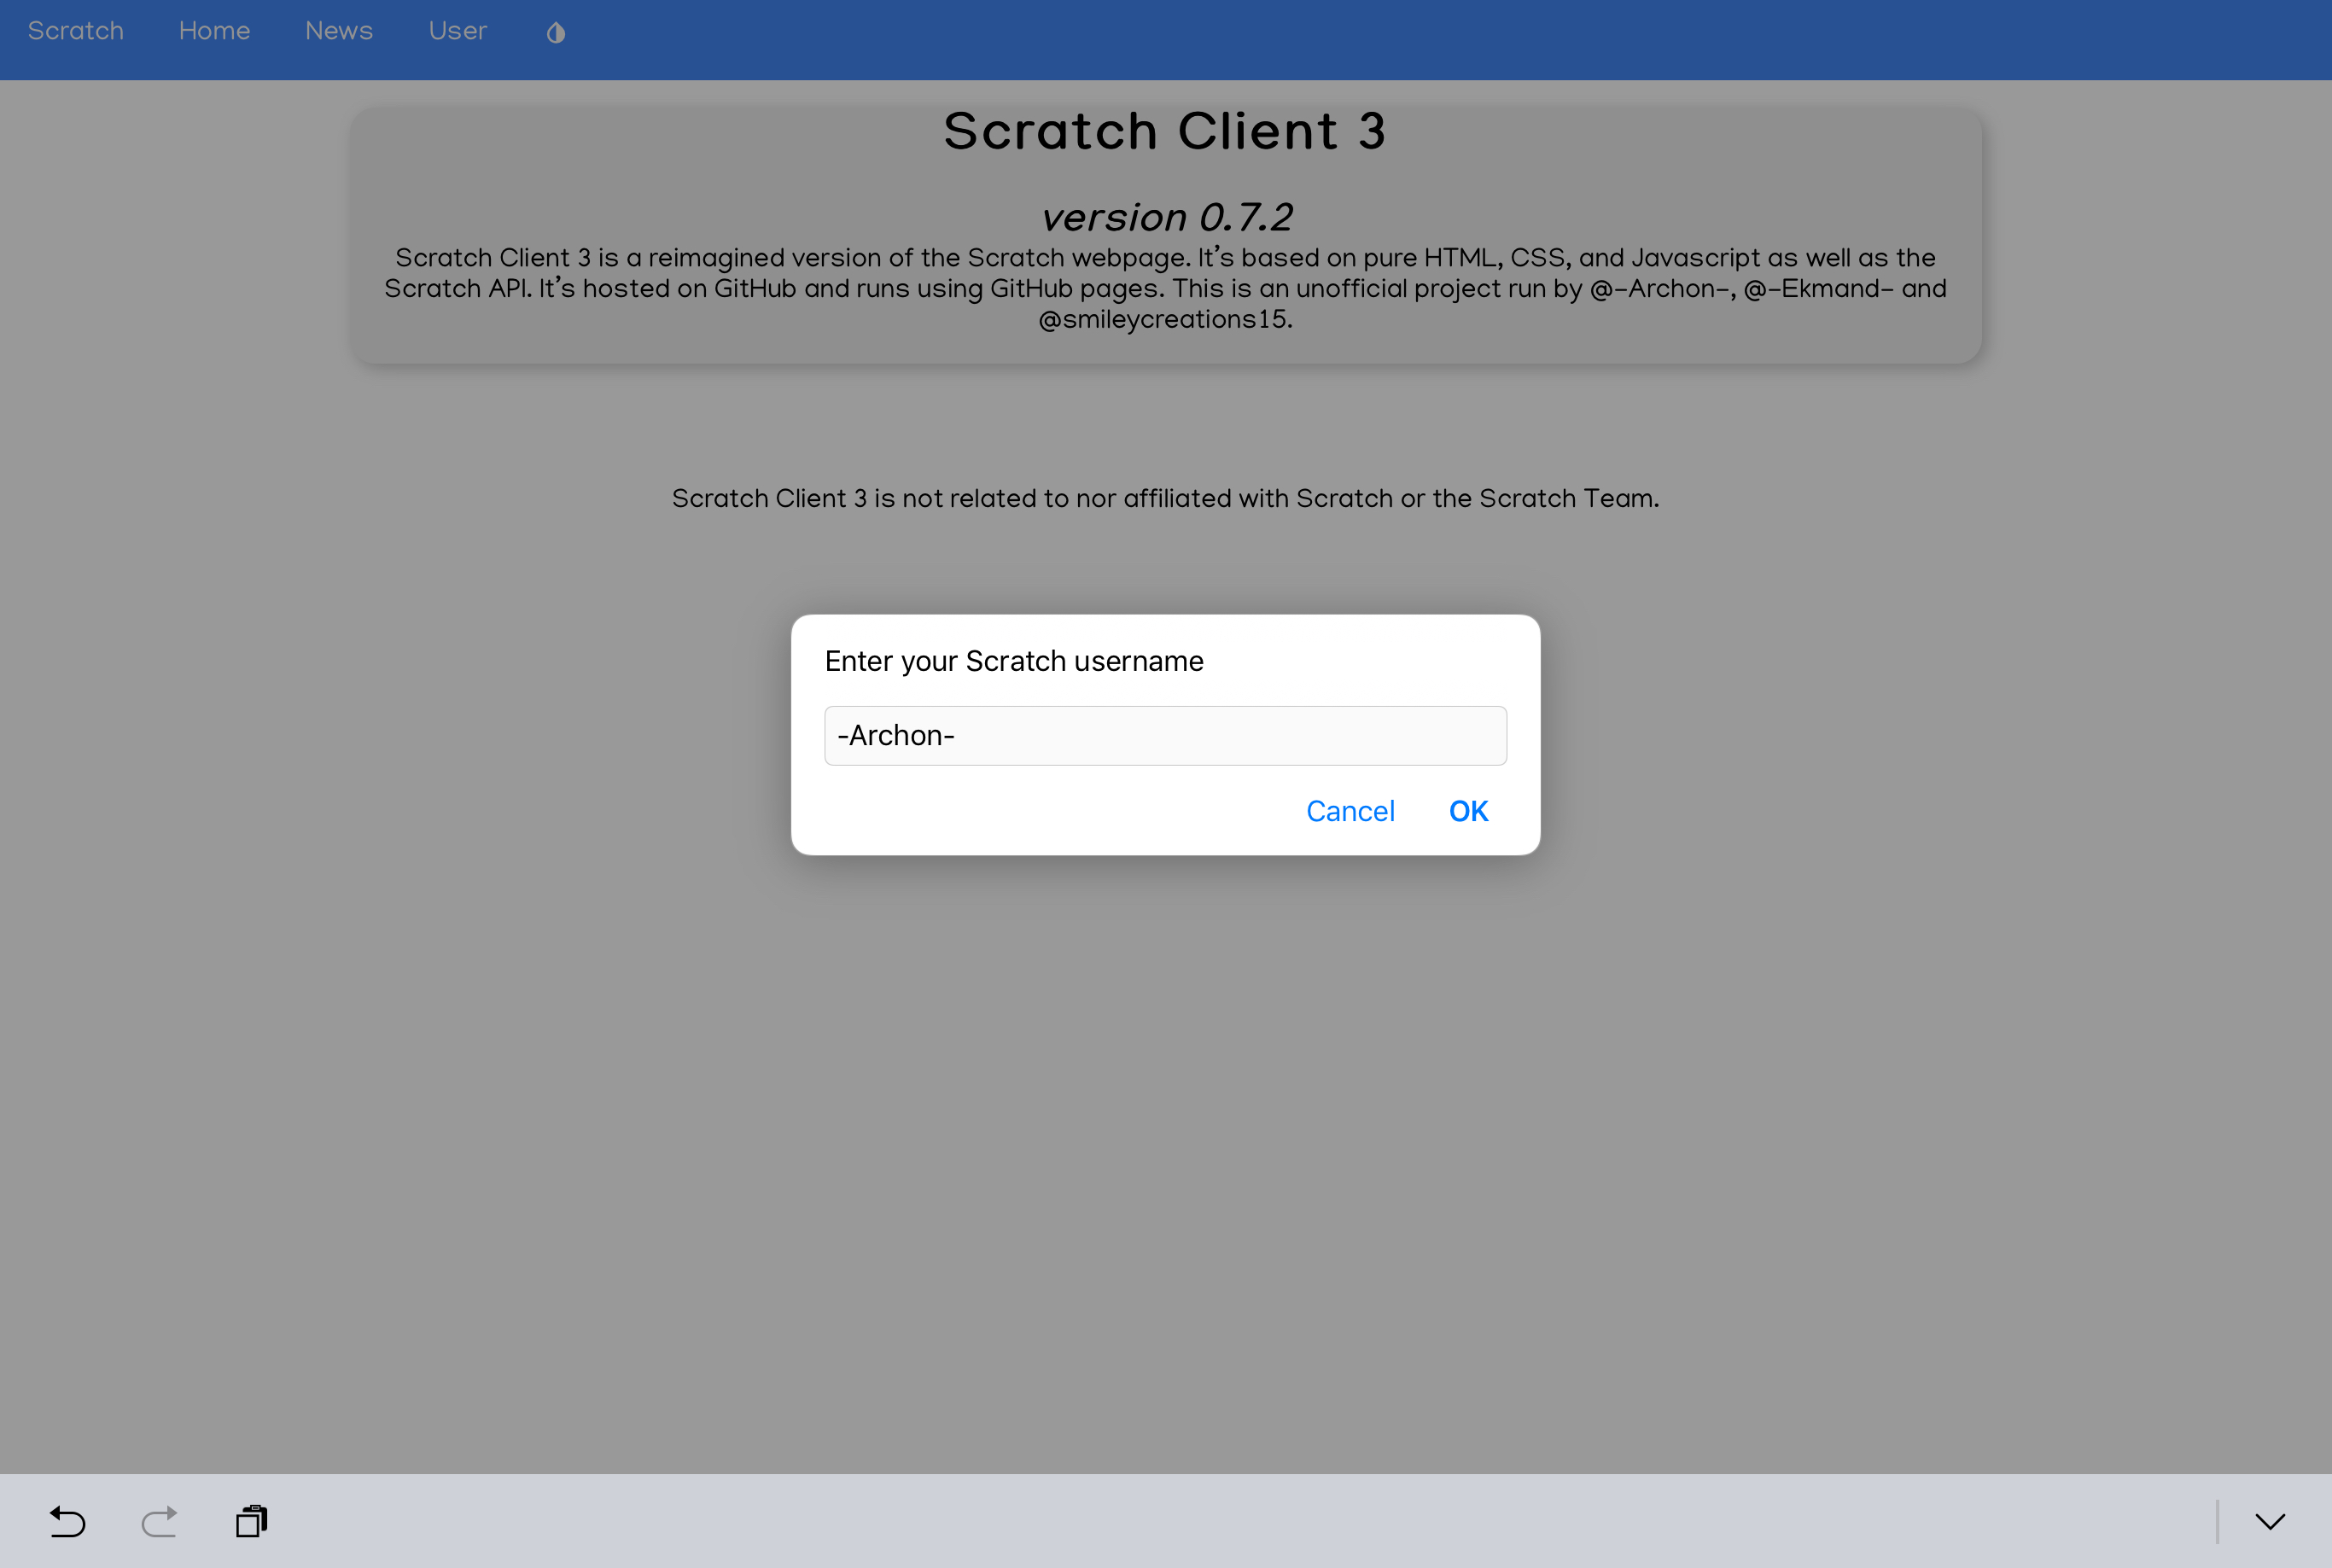 Scratch Home News User
Scratch Client 3
version 0.7.2
Scratch Client 3 is a reimagined version of the Scratch webpage. It's based on pure HTML, CSS, and Javascript as well as the
Scratch API. It's hosted on GitHub and runs using GitHub pages. This is an unofficial project run by @-Archon-, @-Ekmand- and
@smileycreations15.
Scratch Client 3 is not related to nor affiliated with Scratch or the Scratch Team.
Enter your Scratch username
-Archon-
Cancel OK